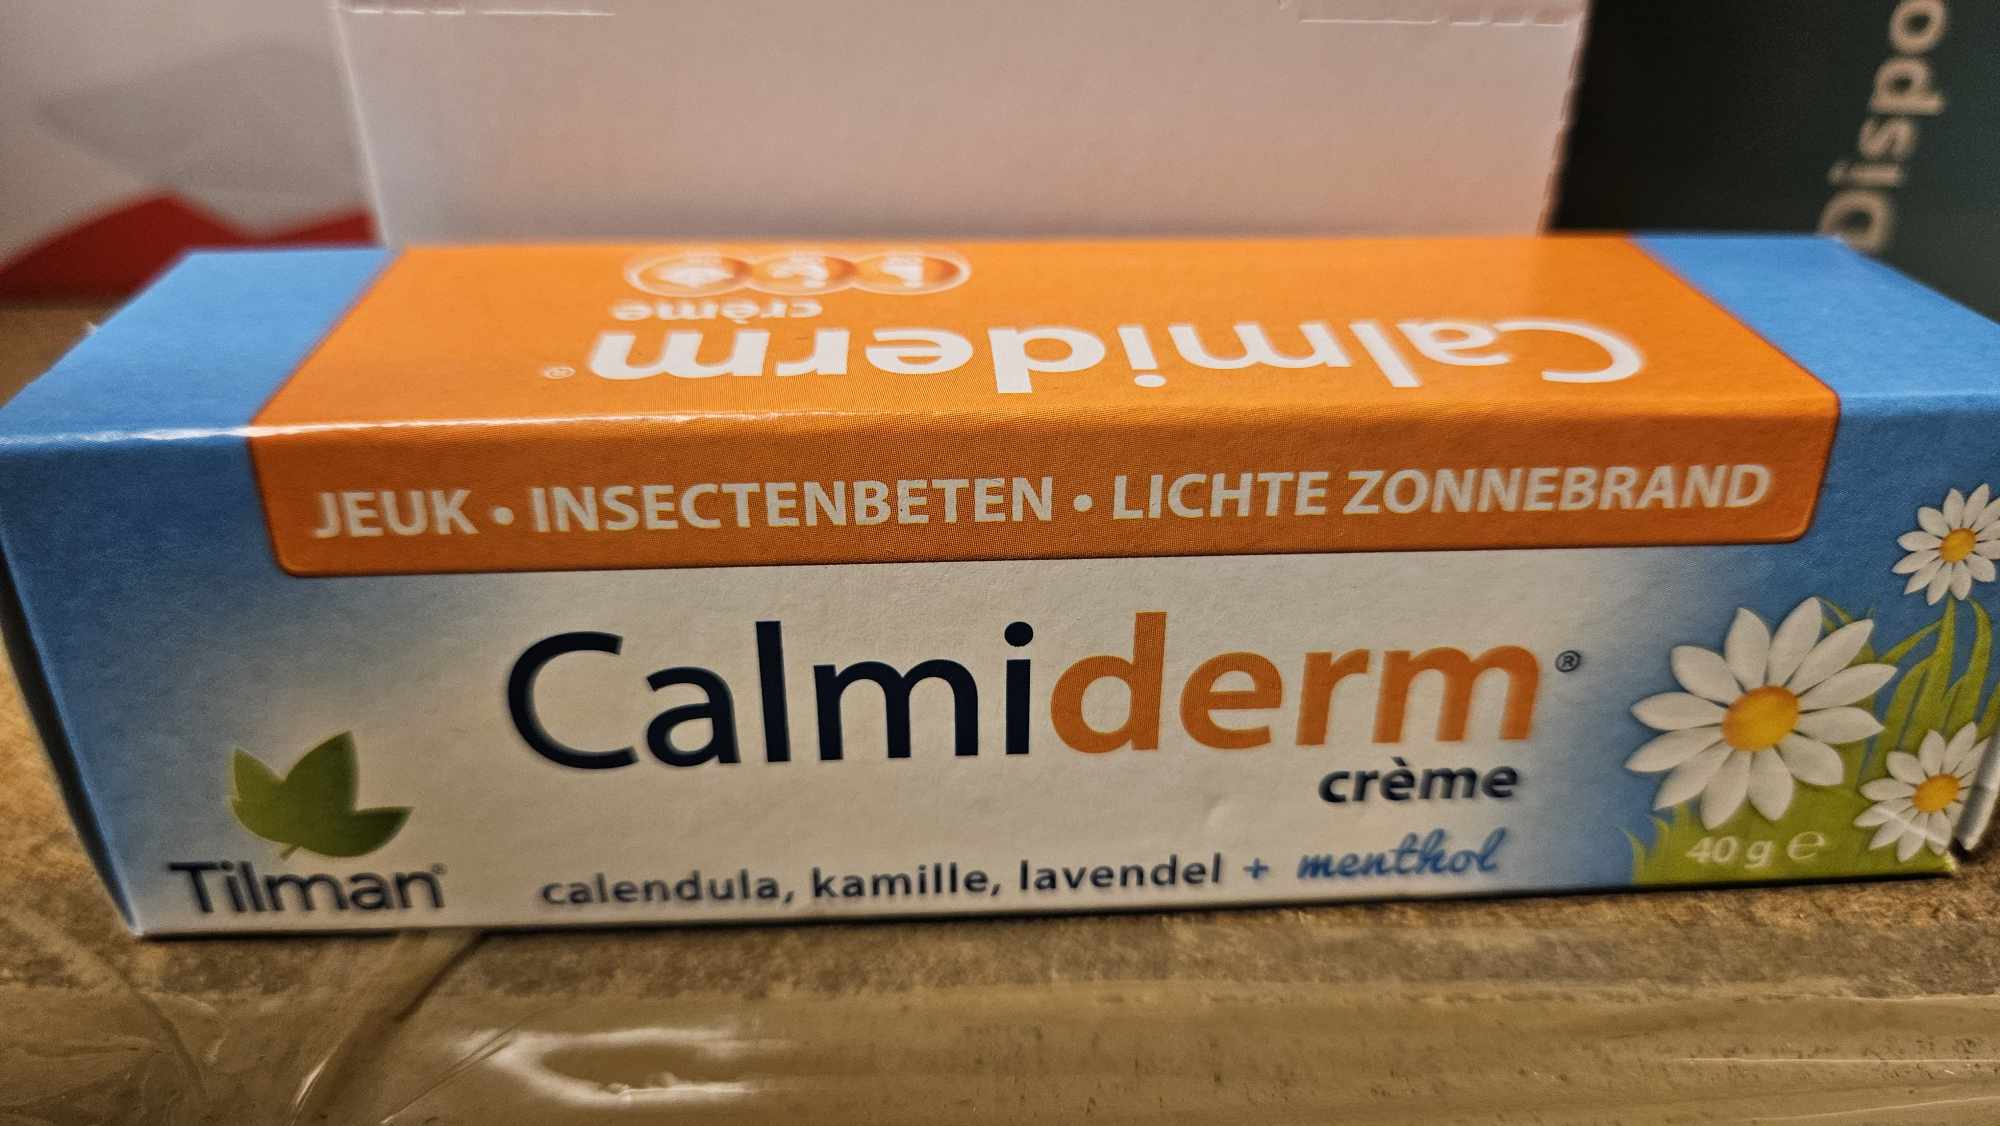 Dispo
crème
Calmiderm®
JEUK • INSECTENBETEN • LICHTE ZONNEBRAND
Calmiderm®
crème
calendula, kamille, lavendel + menthol
Tilman®
40 g ℮